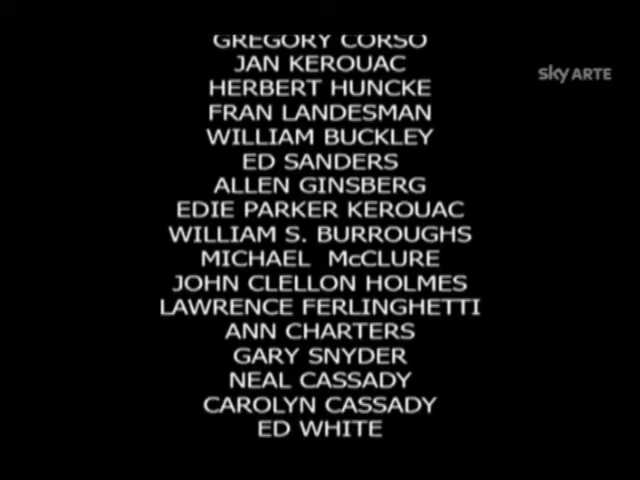 GREGORY CORSO
JAN KEROUAC
sky ARTE
HERBERT HUNCKE
FRAN LANDESMAN
WILLIAM BUCKLEY
ED SANDERS
ALLEN GINSBERG
EDIE PARKER KEROUAC
WILLIAM S. BURROUGHS
MICHAEL McCLURE
JOHN CLELLON HOLMES
LAWRENCE FERLINGHETTI
ANN CHARTERS
GARY SNYDER
NEAL CASSADY
CAROLYN CASSADY
ED WHITE